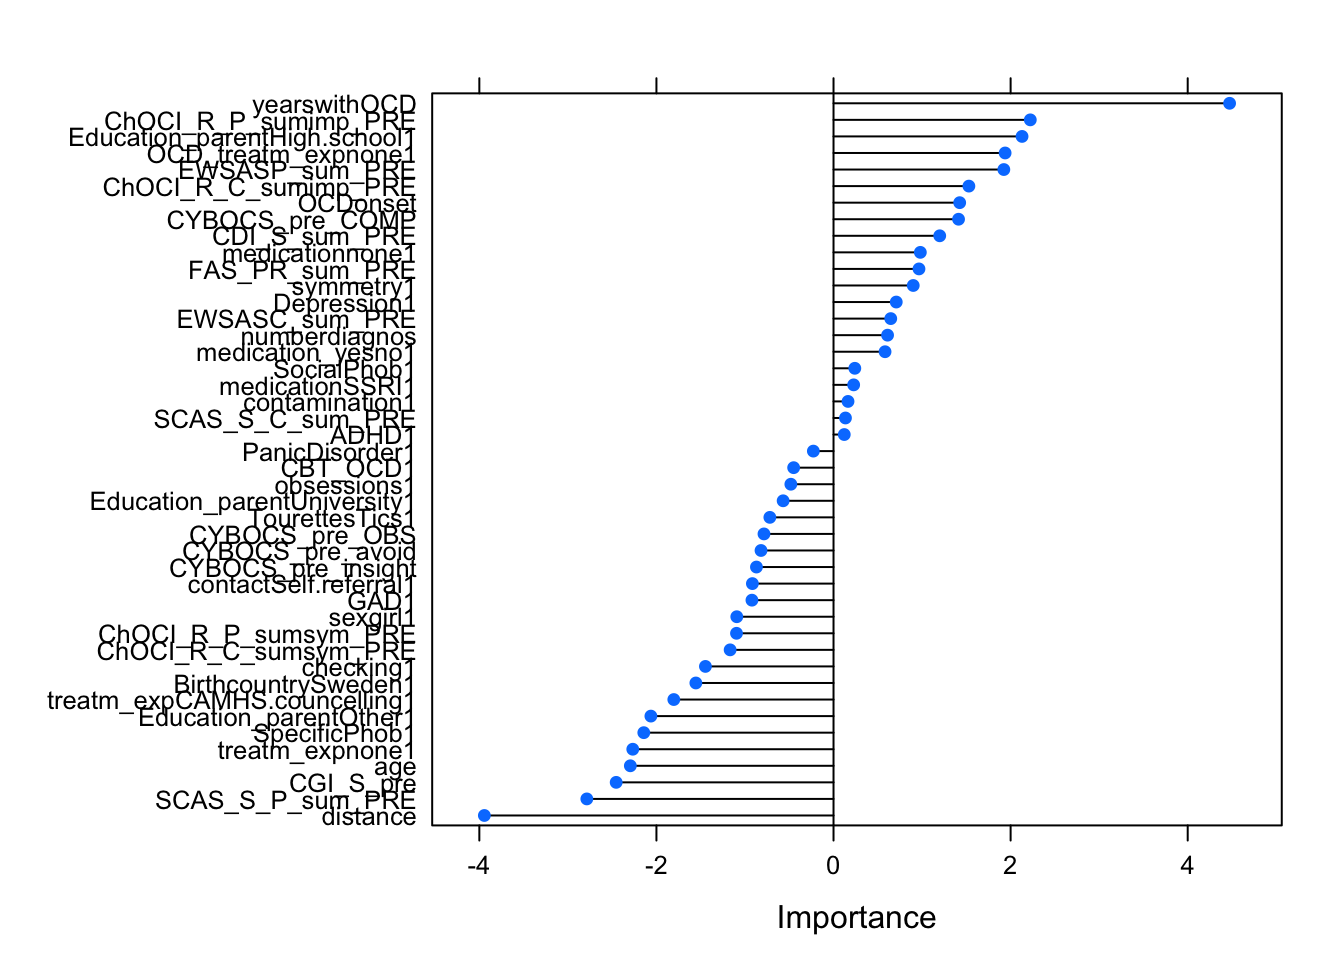 yearswithOCD
ChOCI_R_P_sumimp_PRE
Education_parentHigh.school1
OCD_treatm_expnone1
EWSASP_sum_PRE
ChOCI_R_C_sumimp_PRE
OCDonset
CYBOCS_pre_COMP
CDI_S_sum_PRE
medicationnone1
FAS_PR_sum_PRE
symmetry1
Depression1
EWSASC_sum_PRE
numberdiagnos
medication_yesno1
SocialPhob1
medicationSSRI1
contamination1
SCAS_S_C_sum_PRE
ADHD1
PanicDisorder1
CBT_OCD1
obsessions1
Education_parentUniversity1
TourettesTics1
CYBOCS_pre_OBS
CYBOCS_pre_avoid
CYBOCS_pre_insight
contactSelf.referral1
GAD1
sexgirl1
ChOCI_R_P_sumsym_PRE
ChOCI_R_C_sumsym_PRE
checking1
BirthcountrySweden1
treatm_expCAMHS.councelling1
Education_parentOther1
SpecificPhob1
treatm_expnone1
age
CGI_S_pre
SCAS_S_P_sum_PRE
distance
-4 -2 0 2 4
Importance